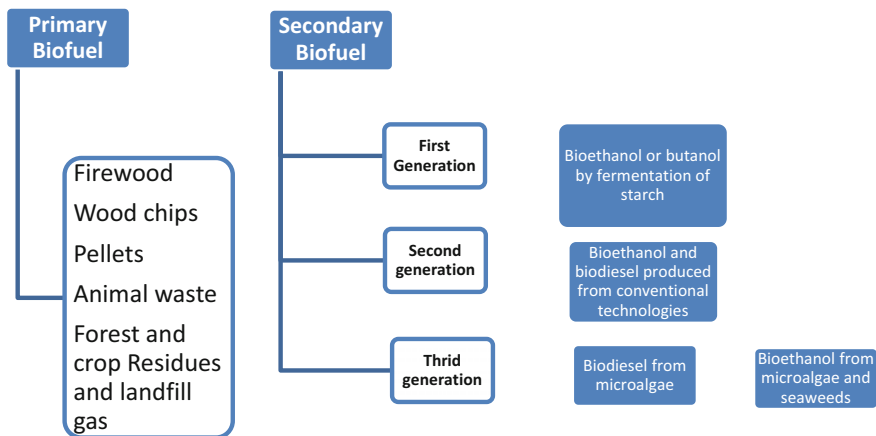 Primary
Biofuel
Firewood
Wood chips
Pellets
Animal waste
Forest and
crop Residues
and landfill
gas
Secondary
Biofuel
First
Generation
Bioethanol or butanol
by fermentation of
starch
Second
generation
Bioethanol and
biodiesel produced
from conventional
technologies
Thrid
generation
Biodiesel from
microalgae
Bioethanol from
microalgae and
seaweeds